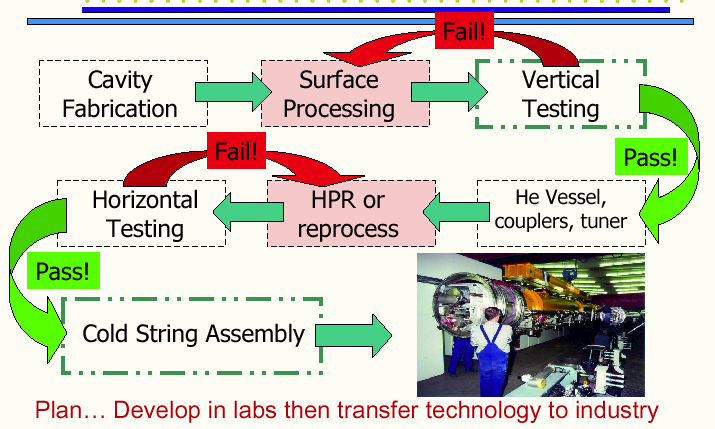 Fail!
Cavity
Fabrication
Surface
Processing
Vertical
Testing
Pass!
Fail!
Horizontal
Testing
HPR or
reprocess
He Vessel,
couplers, tuner
Pass!
Cold String Assembly
Plan... Develop in labs then transfer technology to industry